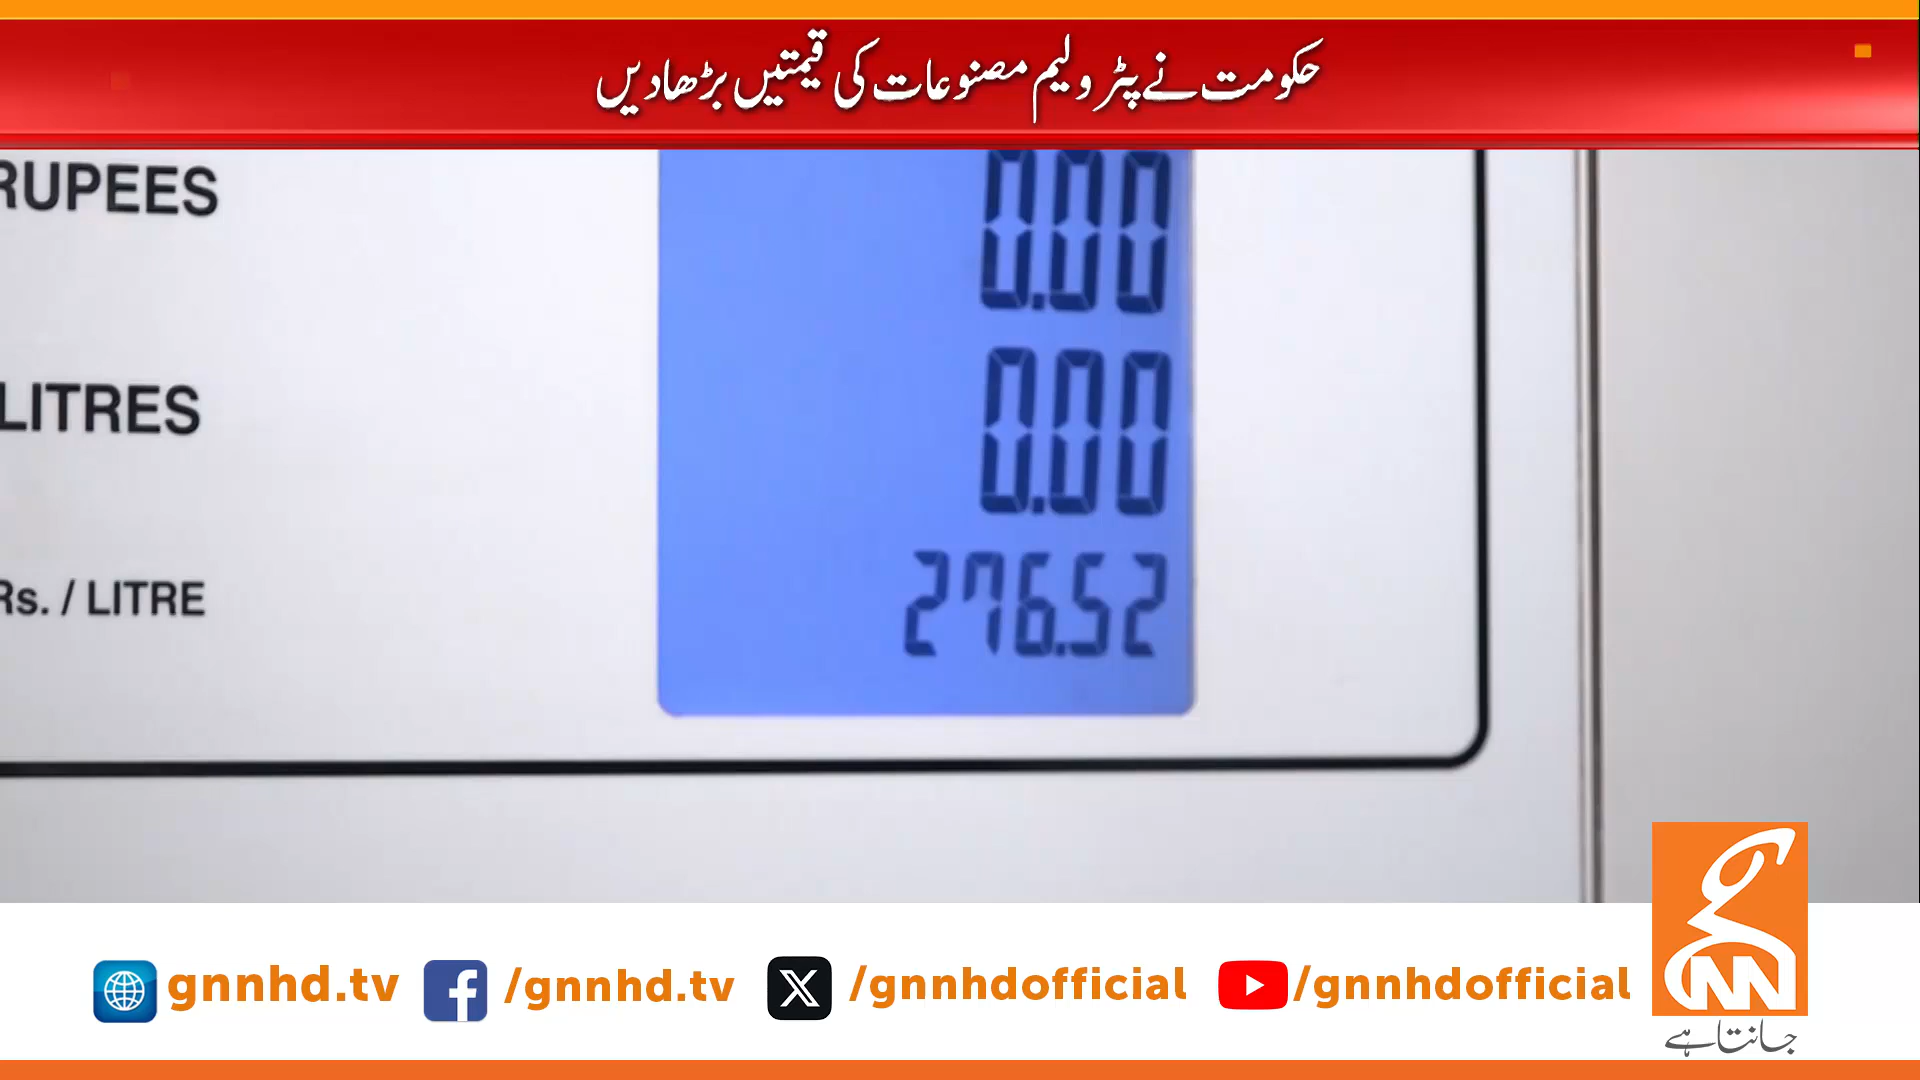 حکومت نے پٹرولیم مصنوعات کی قیمتیں بڑھادیں
RUPEES
0.00
LITRES
0.00
Rs. / LITRE
276.52
gnnhd.tv
/gnnhd.tv
/gnnhdofficial
/gnnhdofficial
GNN
جانتا ہے